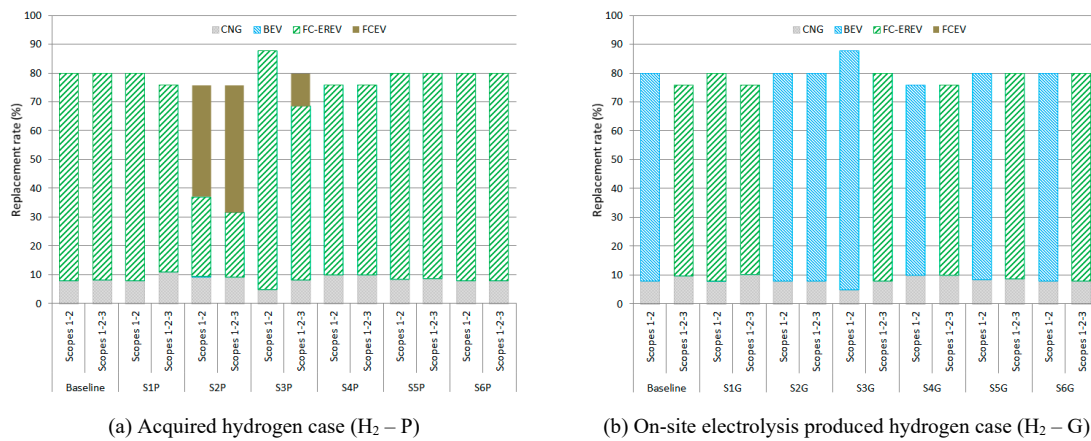 CNG BEV FC-EREV FCEV
100
90
80
70
60
50
40
30
20
10
0
Replacement rate (%)
Scopes 1-2
Scopes 1-2-3
Scopes 1-2
Scopes 1-2-3
Scopes 1-2
Scopes 1-2-3
Scopes 1-2
Scopes 1-2-3
Scopes 1-2
Scopes 1-2-3
Scopes 1-2
Scopes 1-2-3
Scopes 1-2
Scopes 1-2-3
Baseline S1P S2P S3P S4P S5P S6P
(a) Acquired hydrogen case (H₂ – P)
CNG BEV FC-EREV FCEV
100
90
80
70
60
50
40
30
20
10
0
Replacement rate (%)
Scopes 1-2
Scopes 1-2-3
Scopes 1-2
Scopes 1-2-3
Scopes 1-2
Scopes 1-2-3
Scopes 1-2
Scopes 1-2-3
Scopes 1-2
Scopes 1-2-3
Scopes 1-2
Scopes 1-2-3
Scopes 1-2
Scopes 1-2-3
Baseline S1G S2G S3G S4G S5G S6G
(b) On-site electrolysis produced hydrogen case (H₂ – G)